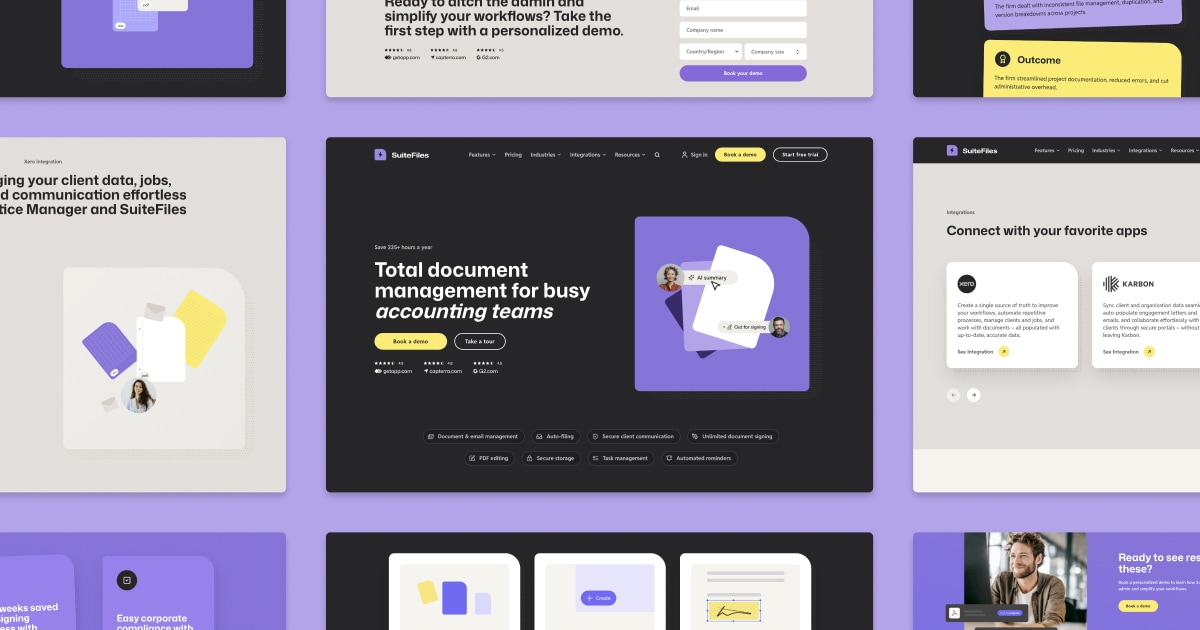 Ready to ditch the admin and
simplify your workflows? Take the
first step with a personalized demo.
getapp.com
capterra.com
G2.com
Email
Company name
Country/Region
Company size
Book your demo
The firm dealt with inconsistent file management, duplication, and
version breakdowns across projects.
Outcome
The firm streamlined project documentation, reduced errors, and cut
administrative overhead.
Xero integration
ging your client data, jobs,
d communication effortless
tice Manager and SuiteFiles
SuiteFiles
Features
Pricing
Industries
Integrations
Resources
Sign in
Book a demo
Start free trial
Save 235+ hours a year
Total document
management for busy
accounting teams
Book a demo
Take a tour
getapp.com
capterra.com
G2.com
AI summary
Out for signing
Document & email management
Auto-filing
Secure client communication
Unlimited document signing
PDF editing
Secure storage
Task management
Automated reminders
SuiteFiles
Features
Pricing
Industries
Integrations
Resources
Integrations
Connect with your favorite apps
xero
Create a single source of truth to improve
your workflows, automate repetitive
processes, manage clients and jobs, and
work with documents – all populated with
up-to-date, accurate data.
See Integration
KARBON
Sync client and organization data seaml
auto-populate engagement letters and
emails, and collaborate effortlessly with
clients through secure portals – without
leaving Karbon.
See Integration
weeks saved
igning
ess with
Easy corporate
compliance with
Create
Ready to see res
these?
Book a personalized demo to learn how S
admin and simplify your workflows.
Book a demo